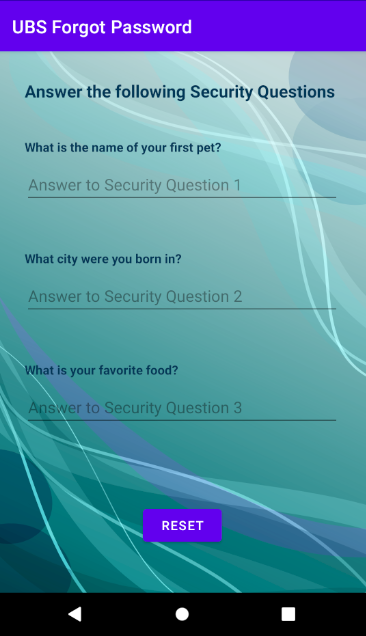 UBS Forgot Password
Answer the following Security Questions
What is the name of your first pet?
Answer to Security Question 1
What city were you born in?
Answer to Security Question 2
What is your favorite food?
Answer to Security Question 3
RESET